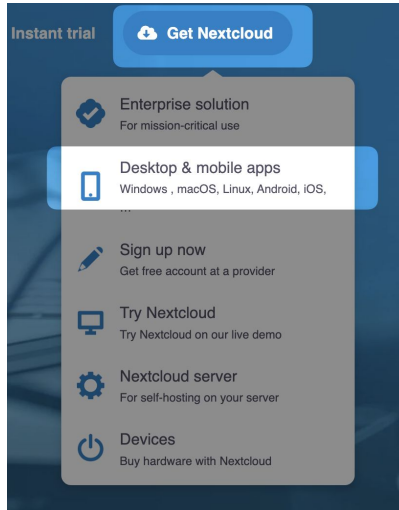 Instant trial
Get Nextcloud
Enterprise solution
For mission-critical use
Desktop & mobile apps
Windows , macOS, Linux, Android, iOS,
...
Sign up now
Get free account at a provider
Try Nextcloud
Try Nextcloud on our live demo
Nextcloud server
For self-hosting on your server
Devices
Buy hardware with Nextcloud